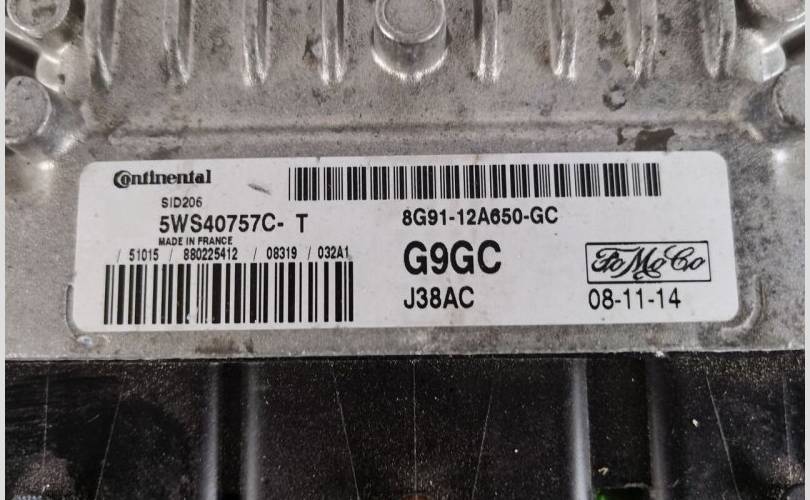 Continental
SID206
5WS40757C- T
MADE IN FRANCE
/ 51015 / 880225412 / 08319 / 032A1
8G91-12A650-GC
G9GC
J38AC
FoMoCo
08-11-14